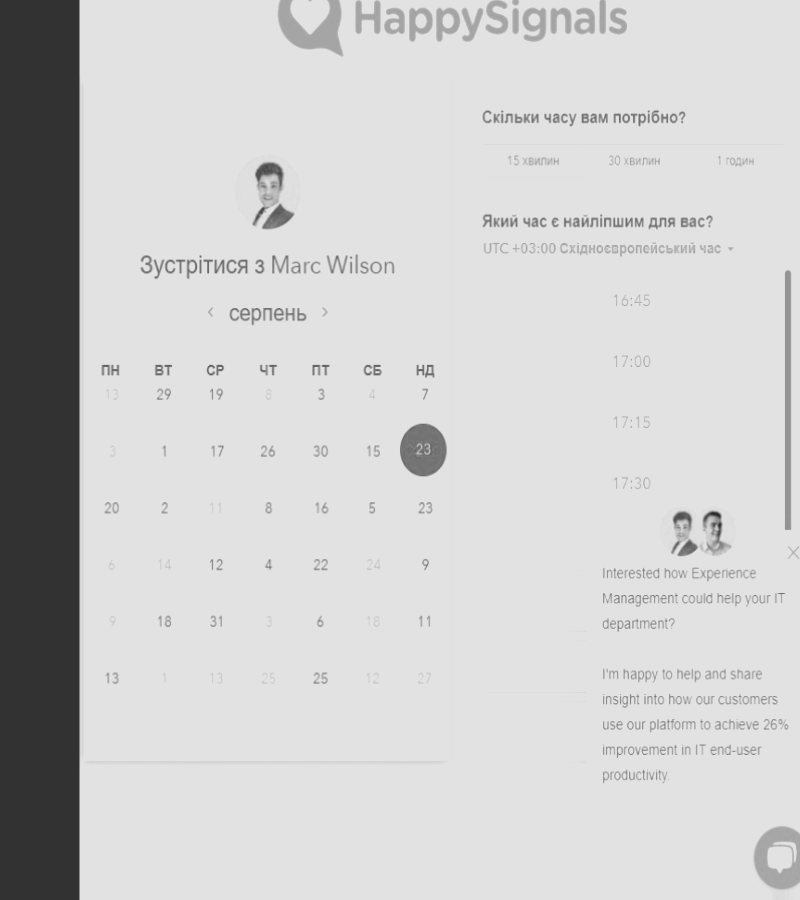 HappySignals
Зустрітися з Marc Wilson
серпень
ПН ВТ СР ЧТ ПТ СБ НД
13 29 19 8 3 4 7
3 1 17 26 30 15 23
20 2 11 8 16 5 23
6 14 12 4 22 24 9
9 18 31 3 6 18 11
13 1 13 25 25 12 27
Скільки часу вам потрібно?
15 хвилин 30 хвилин 1 годин
Який час є найліпшим для вас?
UTC +03:00 Східноєвропейський час
16:45
17:00
17:15
17:30
Interested how Experience
Management could help your IT
department?
I'm happy to help and share
insight into how our customers
use our platform to achieve 26%
improvement in IT end-user
productivity.